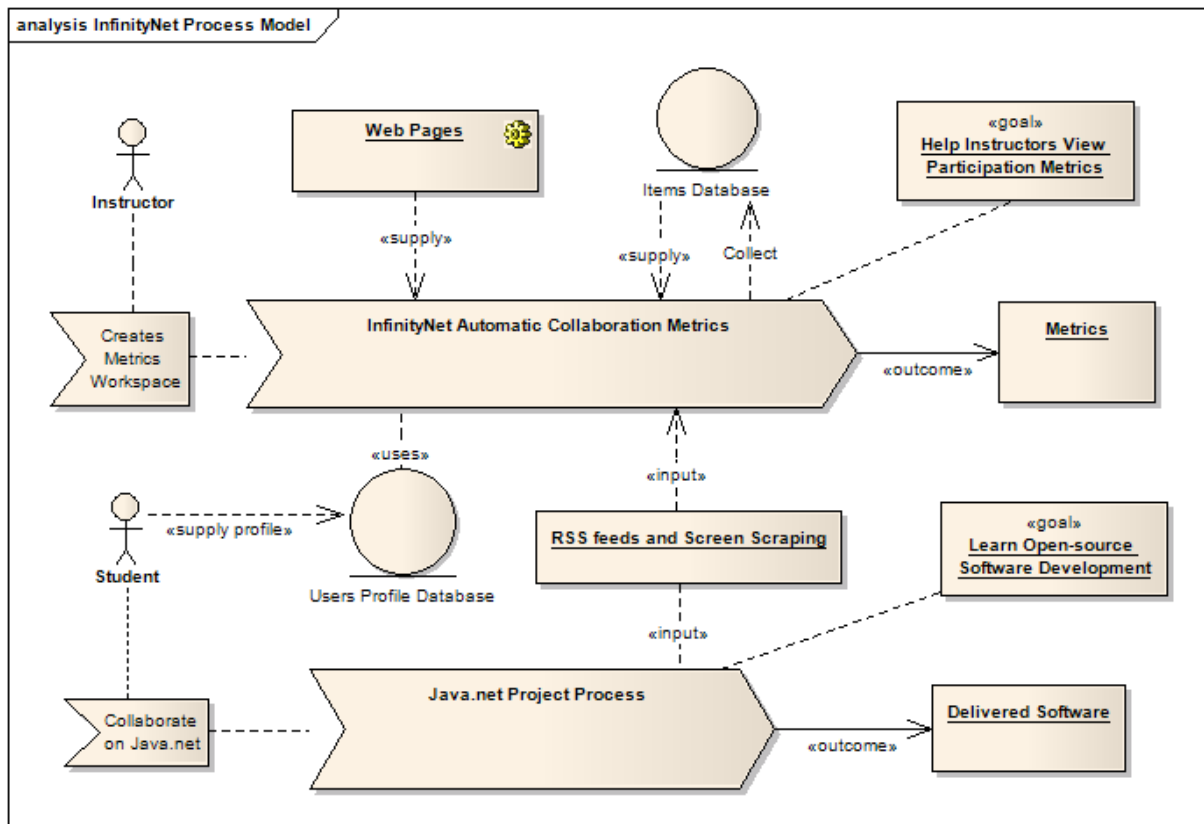 analysis InfinityNet Process Model
Web Pages
«goal»
Help Instructors View
Participation Metrics
Instructor
Items Database
«supply»
«supply»
Collect
Creates
Metrics
Workspace
InfinityNet Automatic Collaboration Metrics
Metrics
«outcome»
«uses»
«input»
Student
«supply profile»
Users Profile Database
RSS feeds and Screen Scraping
«goal»
Learn Open-source
Software Development
«input»
Collaborate
on Java.net
Java.net Project Process
Delivered Software
«outcome»